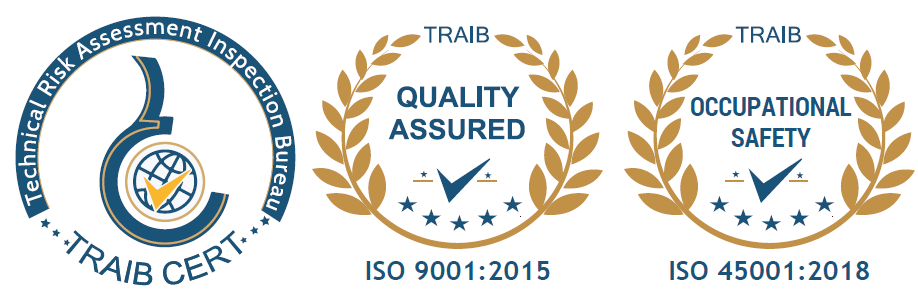 Technical Risk Assessment Inspection Bureau
TRAIB CERT
TRAIB
QUALITY
ASSURED
ISO 9001:2015
TRAIB
OCCUPATIONAL
SAFETY
ISO 45001:2018